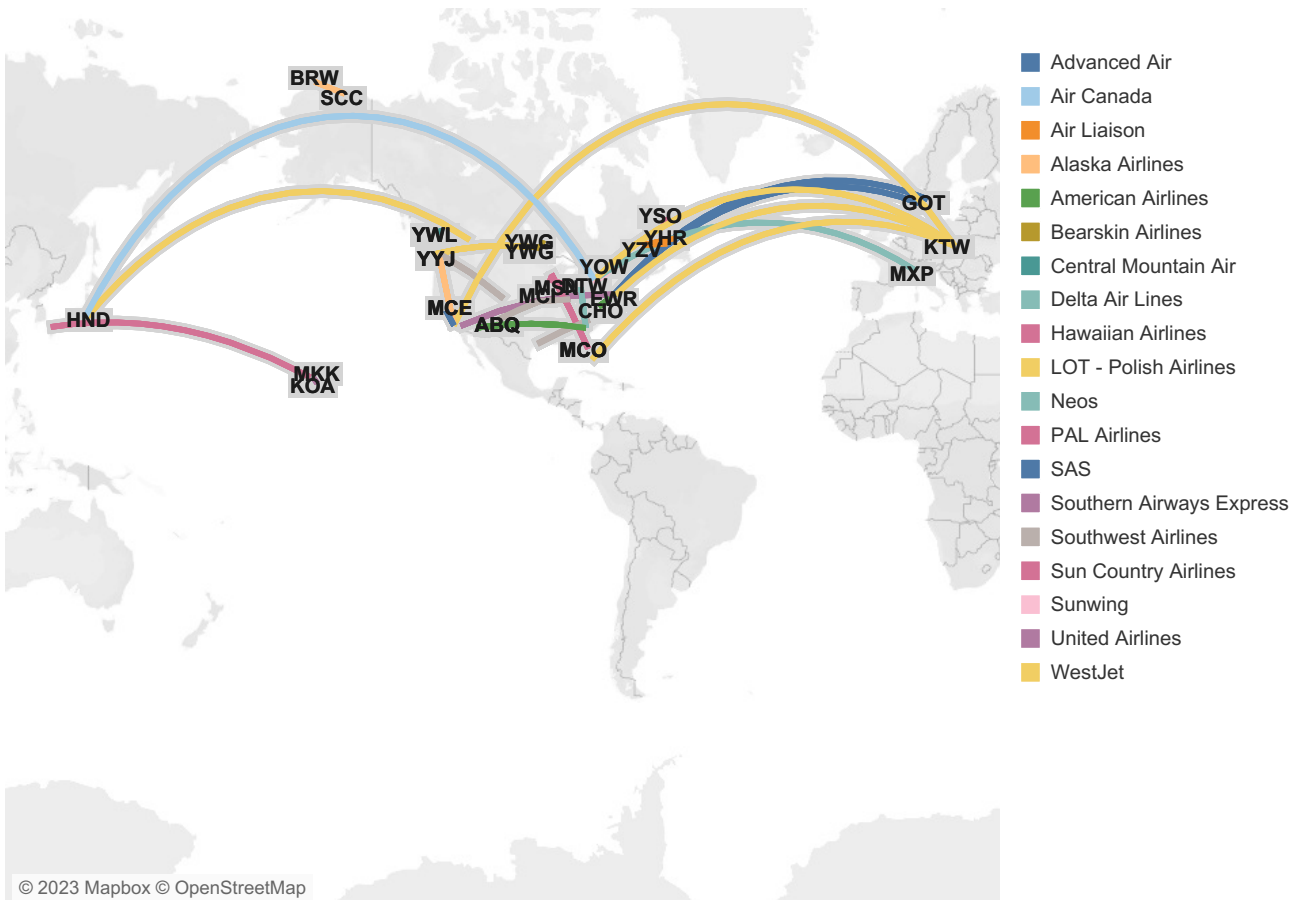 BRW
SCC
YWL
YYJ
YWG
YWG
YSO
YHR
YZV
YOW
GOT
KTW
MXP
MSN
DTW
MCI
EWR
CHO
MCE
ABQ
MCO
HND
MKK
KOA
Advanced Air
Air Canada
Air Liaison
Alaska Airlines
American Airlines
Bearskin Airlines
Central Mountain Air
Delta Air Lines
Hawaiian Airlines
LOT - Polish Airlines
Neos
PAL Airlines
SAS
Southern Airways Express
Southwest Airlines
Sun Country Airlines
Sunwing
United Airlines
WestJet
© 2023 Mapbox © OpenStreetMap